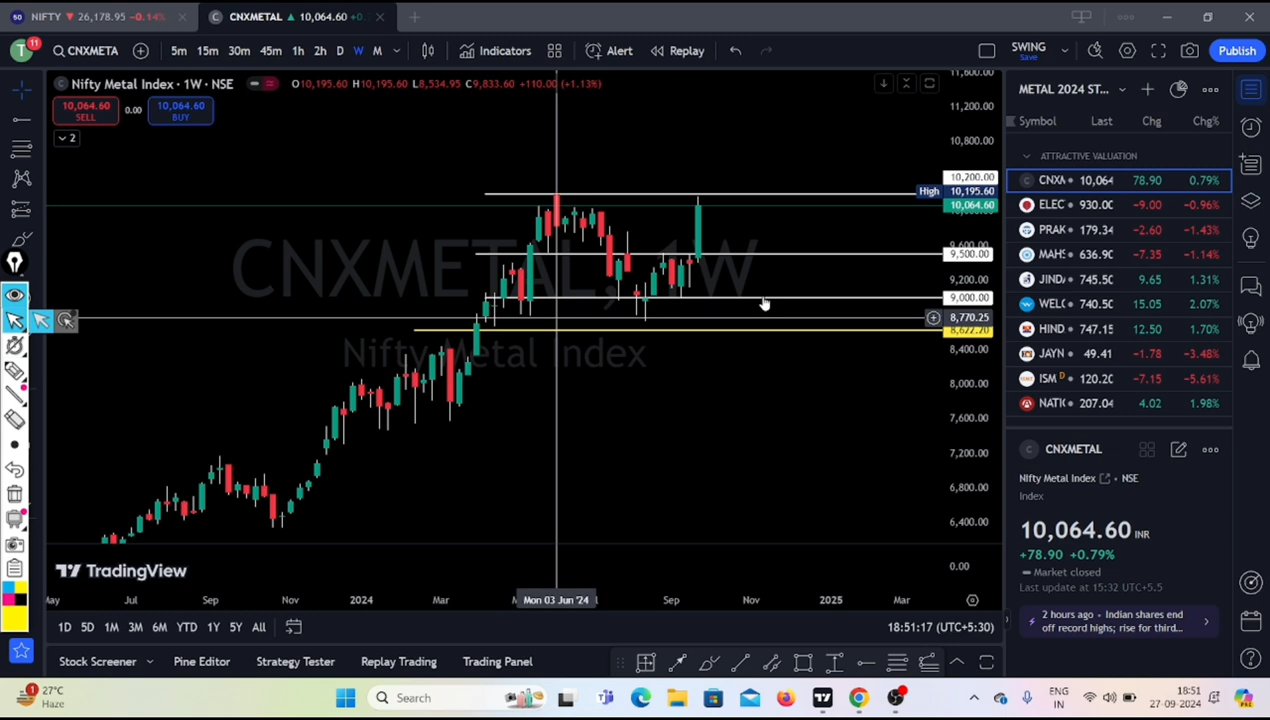 50 NIFTY 26,178.95 −0.14%
C CNXMETAL 10,064.60 +0.
T 11 CNXMETA 5m 15m 30m 45m 1h 2h D W M Indicators Alert Replay SWING Save Publish
C Nifty Metal Index · 1W · NSE O10,195.60 H10,195.60 L8,534.95 C9,833.60 +110.00 (+1.13%)
10,064.60 SELL 0.00 10,064.60 BUY
2
CNXMETAL, 1W
Nifty Metal Index
11,600.00
11,200.00
10,800.00
10,200.00
High 10,195.60
10,064.60
9,500.00
9,200.00
9,000.00
8,770.25
8,622.20
8,400.00
8,000.00
7,600.00
7,200.00
6,800.00
6,400.00
0.00
TradingView
Jul Sep Nov 2024 Mar Mon 03 Jun '24 Sep Nov 2025 Mar
1D 5D 1M 3M 6M YTD 1Y 5Y All 18:51:17 (UTC+5:30)
Stock Screener Pine Editor Strategy Tester Replay Trading Trading Panel
METAL 2024 ST...
Symbol Last Chg Chg%
ATTRACTIVE VALUATION
CNXM 10,064 78.90 0.79%
ELEC 930.00 −9.00 −0.96%
PRAK 179.34 −2.60 −1.43%
MAHS 636.90 −7.35 −1.14%
JIND 745.50 9.65 1.31%
WELC 740.50 15.05 2.07%
HIND 747.15 12.50 1.70%
JAYN 49.41 −1.78 −3.48%
ISM D 120.20 −7.15 −5.61%
NATIC 207.04 4.02 1.98%
C CNXMETAL
Nifty Metal Index · NSE
Index
10,064.60 INR
+78.90 +0.79%
Market closed
Last update at 15:32 UTC+5.5
2 hours ago · Indian shares end
off record highs; rise for third...
1 27°C
Haze
Search
ENG
IN
18:51
27-09-2024